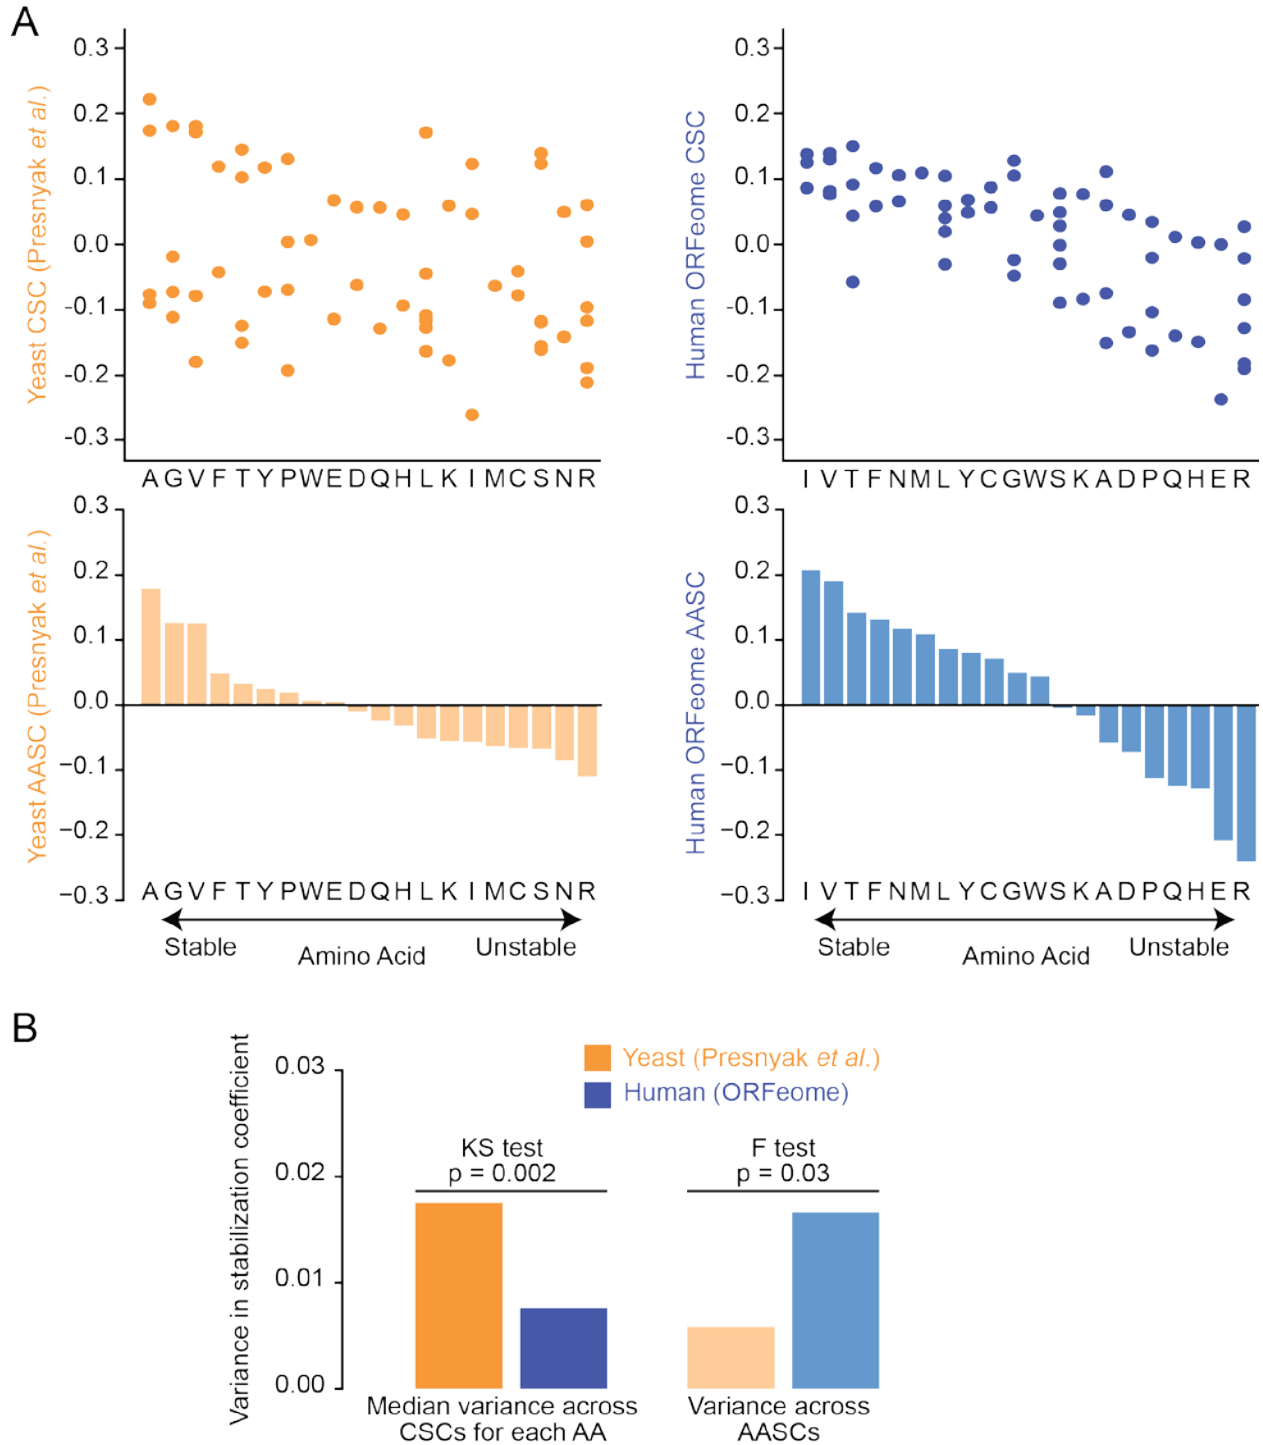 A
Yeast CSC (Presnyak et al.)
0.3
0.2
0.1
0.0
-0.1
-0.2
-0.3
A G V F T Y P W E D Q H L K I M C S N R
Human ORFeome CSC
0.3
0.2
0.1
0.0
-0.1
-0.2
-0.3
I V T F N M L Y C G W S K A D P Q H E R
Yeast AASC (Presnyak et al.)
0.3
0.2
0.1
0.0
−0.1
−0.2
−0.3
A G V F T Y P W E D Q H L K I M C S N R
Stable
Amino Acid
Unstable
Human ORFeome AASC
0.3
0.2
0.1
0.0
−0.1
−0.2
−0.3
I V T F N M L Y C G W S K A D P Q H E R
Stable
Amino Acid
Unstable
B
Variance in stabilization coefficient
0.03
0.02
0.01
0.00
Yeast (Presnyak et al.)
Human (ORFeome)
KS test
p = 0.002
F test
p = 0.03
Median variance across
CSCs for each AA
Variance across
AASCs